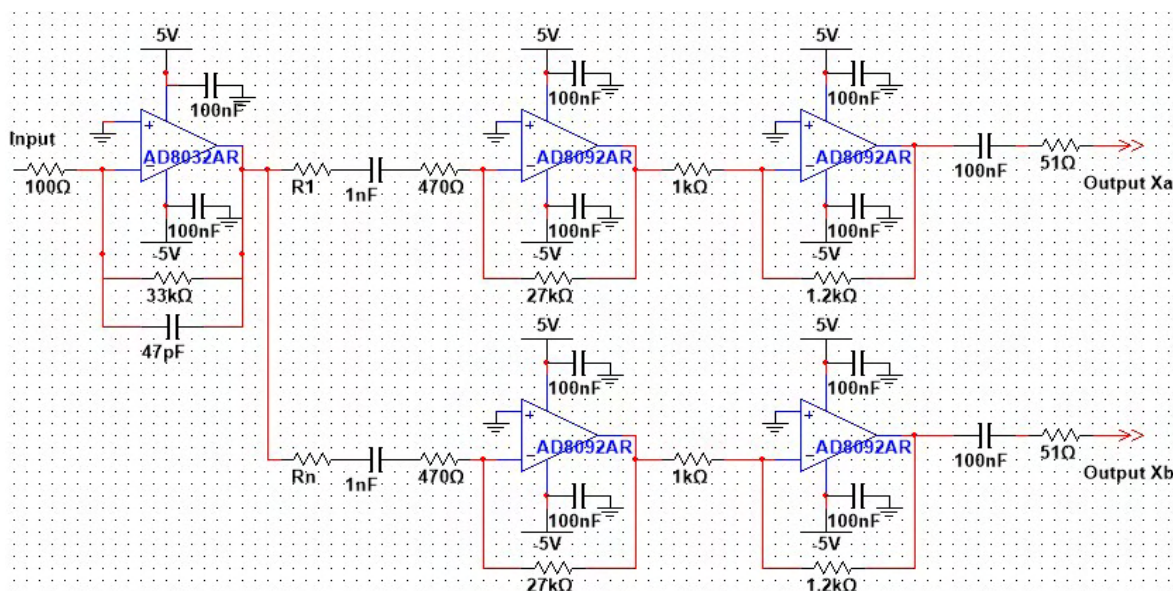 5V
5V
5V
100nF
100nF
100nF
Input
AD8032AR
AD8092AR
AD8092AR
100Ω
R1
1nF
470Ω
1kΩ
100nF
51Ω
Output Xa
100nF
100nF
100nF
-5V
-5V
-5V
33kΩ
27kΩ
1.2kΩ
47pF
5V
5V
100nF
100nF
AD8092AR
AD8092AR
Rn
1nF
470Ω
1kΩ
100nF
51Ω
Output Xb
100nF
100nF
-5V
-5V
27kΩ
1.2kΩ